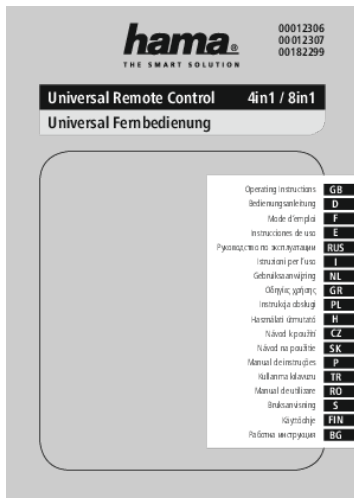 hama®
THE SMART SOLUTION
00012306
00012307
00182299
Universal Remote Control 4in1 / 8in1
Universal Fernbedienung
Operating Instructions GB
Bedienungsanleitung D
Mode d'emploi F
Instrucciones de uso E
Руководство по эксплуатации RUS
Istruzioni per l'uso I
Gebruiksaanwijzing NL
Οδηγίες χρήσης GR
Instrukcja obsługi PL
Használati útmutató H
Návod k použití CZ
Návod na použitie SK
Manual de instruções P
Kullanma kılavuzu TR
Manual de utilizare RO
Bruksanvisning S
Käyttöohje FIN
Работна инструкция BG